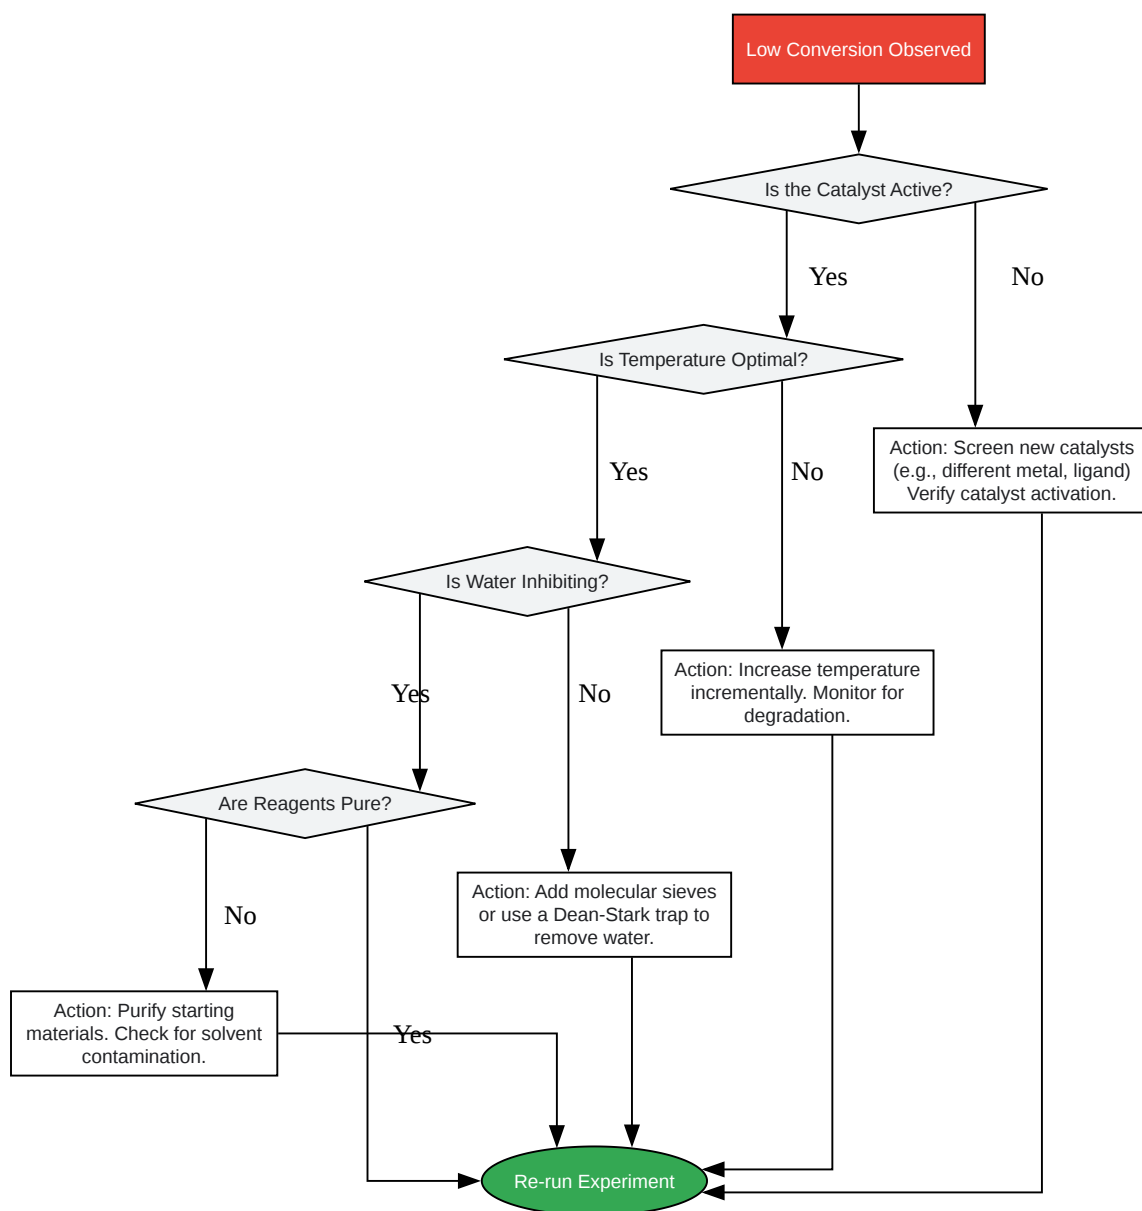 Low Conversion Observed
Is the Catalyst Active?
Yes
No
Is Temperature Optimal?
Yes
No
Action: Screen new catalysts
(e.g., different metal, ligand)
Verify catalyst activation.
Is Water Inhibiting?
Yes
No
Action: Increase temperature
incrementally. Monitor for
degradation.
Are Reagents Pure?
No
Action: Add molecular sieves
or use a Dean-Stark trap to
remove water.
Action: Purify starting
materials. Check for solvent
contamination.
Yes
Re-run Experiment